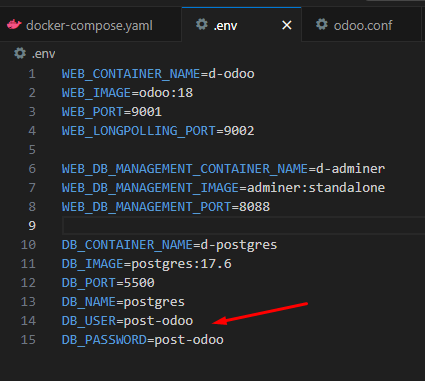 docker-compose.yaml
.env
odoo.conf
.env
1 WEB_CONTAINER_NAME=d-odoo
2 WEB_IMAGE=odoo:18
3 WEB_PORT=9001
4 WEB_LONGPOLLING_PORT=9002
5
6 WEB_DB_MANAGEMENT_CONTAINER_NAME=d-adminer
7 WEB_DB_MANAGEMENT_IMAGE=adminer:standalone
8 WEB_DB_MANAGEMENT_PORT=8088
9
10 DB_CONTAINER_NAME=d-postgres
11 DB_IMAGE=postgres:17.6
12 DB_PORT=5500
13 DB_NAME=postgres
14 DB_USER=post-odoo
15 DB_PASSWORD=post-odoo